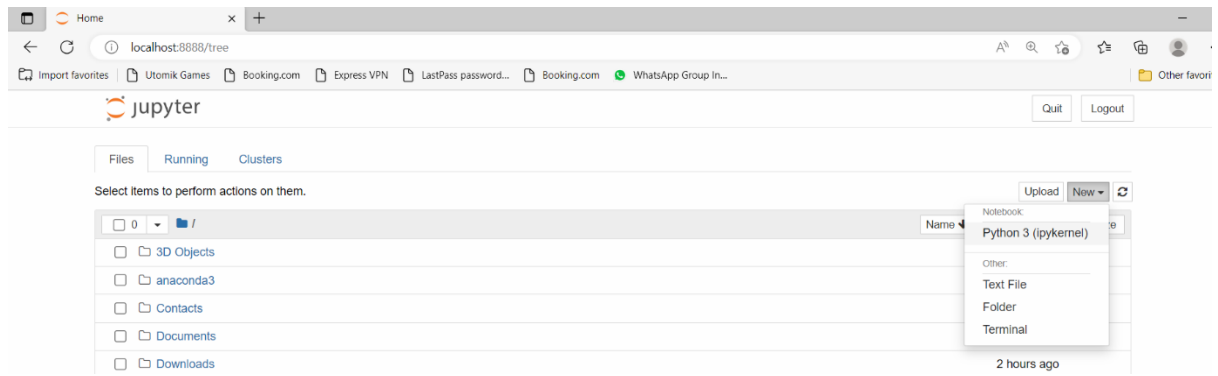 Home
localhost:8888/tree
Import favorites Utomik Games Booking.com Express VPN LastPass password... Booking.com WhatsApp Group In...
Other favori
jupyter
Quit Logout
Files Running Clusters
Select items to perform actions on them.
Upload New
0 /
Name
Notebook:
Python 3 (ipykernel)
Other:
Text File
Folder
Terminal
3D Objects
anaconda3
Contacts
Documents
Downloads
2 hours ago